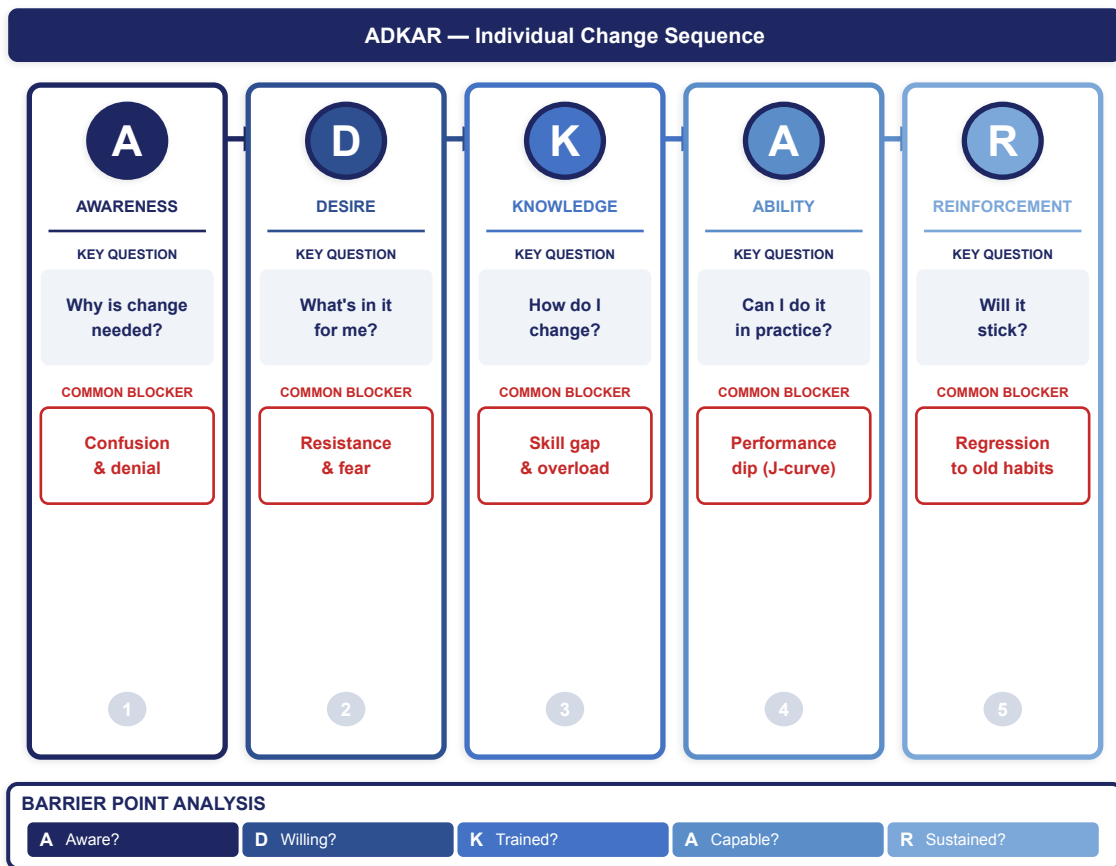 ADKAR — Individual Change Sequence
A
AWARENESS
KEY QUESTION
Why is change
needed?
COMMON BLOCKER
Confusion
& denial
1
D
DESIRE
KEY QUESTION
What's in it
for me?
COMMON BLOCKER
Resistance
& fear
2
K
KNOWLEDGE
KEY QUESTION
How do I
change?
COMMON BLOCKER
Skill gap
& overload
3
A
ABILITY
KEY QUESTION
Can I do it
in practice?
COMMON BLOCKER
Performance
dip (J-curve)
4
R
REINFORCEMENT
KEY QUESTION
Will it
stick?
COMMON BLOCKER
Regression
to old habits
5
BARRIER POINT ANALYSIS
A Aware?
D Willing?
K Trained?
A Capable?
R Sustained?